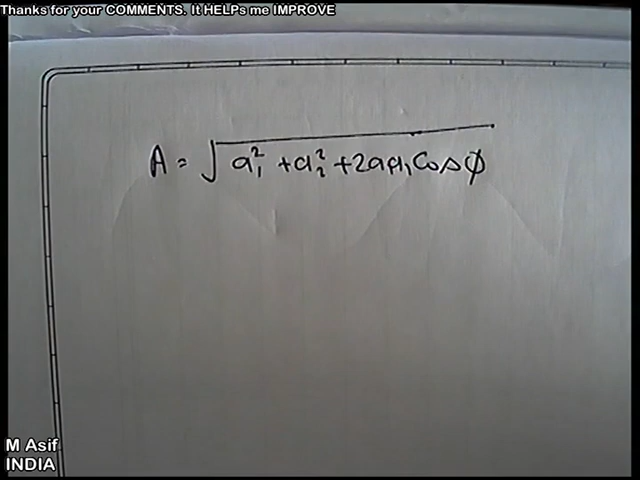 Thanks for your COMMENTS. It HELPs me IMPROVE
A = √a₁² + a₂² + 2a₁a₁ Cos φ
M Asif
INDIA